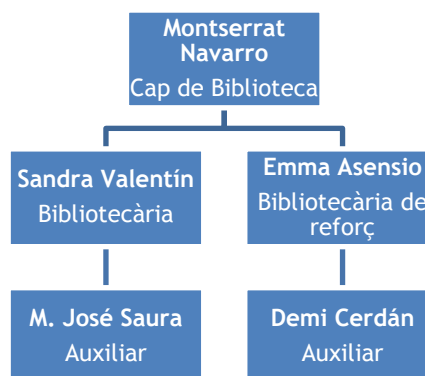 Montserrat
Navarro
Cap de Biblioteca
Sandra Valentín
Bibliotecària
Emma Asensio
Bibliotecària de
reforç
M. José Saura
Auxiliar
Demi Cerdán
Auxiliar